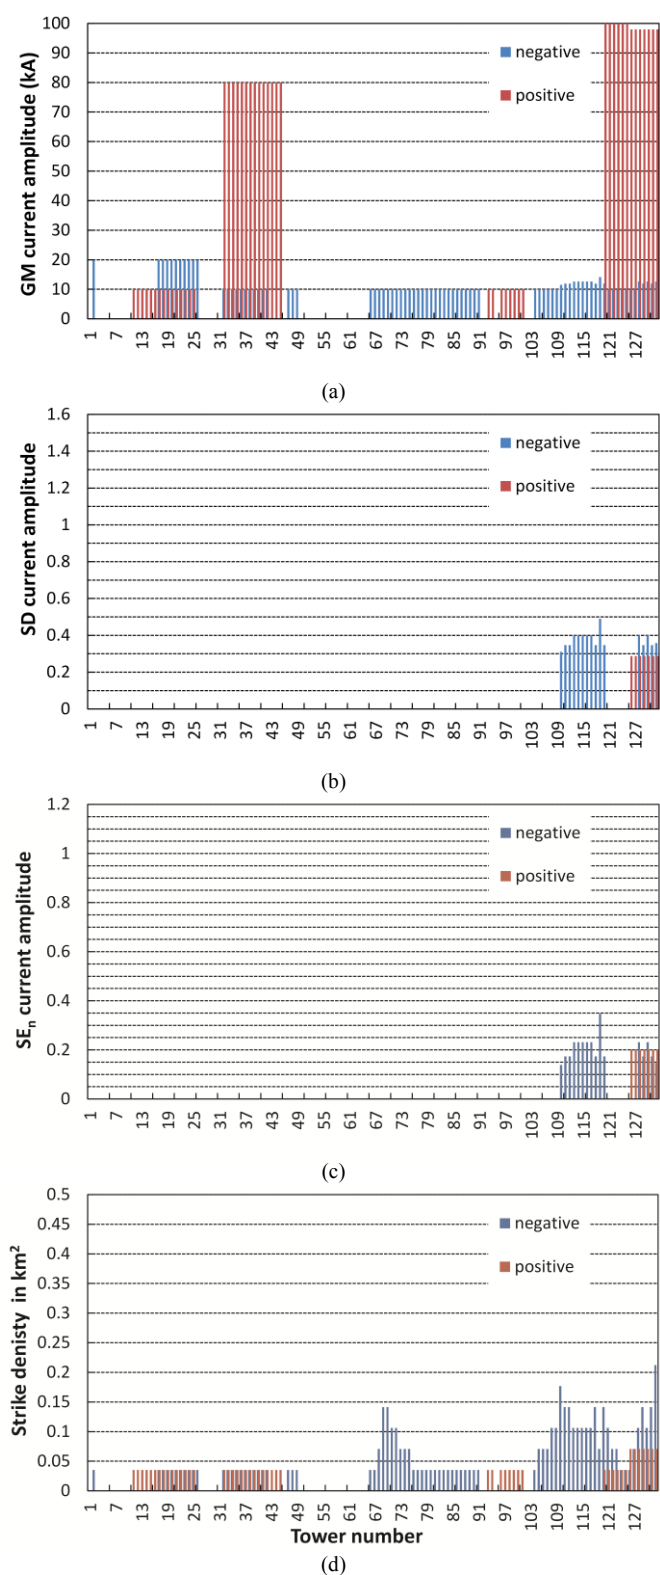 GM current amplitude (kA)
100
90
80
70
60
50
40
30
20
10
0
negative
positive
1 7 13 19 25 31 37 43 49 55 61 67 73 79 85 91 97 103 109 115 121 127
(a)
SD current amplitude
1.6
1.4
1.2
1
0.8
0.6
0.4
0.2
0
negative
positive
1 7 13 19 25 31 37 43 49 55 61 67 73 79 85 91 97 103 109 115 121 127
(b)
SEn current amplitude
1.2
1
0.8
0.6
0.4
0.2
0
negative
positive
1 7 13 19 25 31 37 43 49 55 61 67 73 79 85 91 97 103 109 115 121 127
(c)
Strike denisty in km²
0.5
0.45
0.4
0.35
0.3
0.25
0.2
0.15
0.1
0.05
0
negative
positive
1 7 13 19 25 31 37 43 49 55 61 67 73 79 85 91 97 103 109 115 121 127
Tower number
(d)